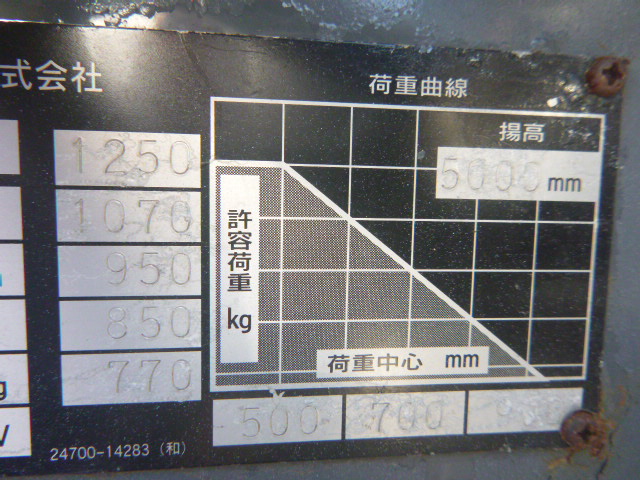 式会社
荷重曲線
揚高
5000 mm
1250
1070
950
850
770
許容荷重 kg
荷重中心 mm
500 700
g
V
24700-14283 (和)